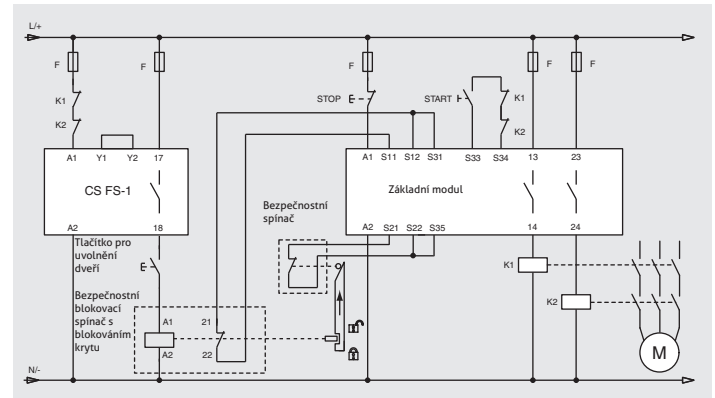 L/+
F F F F F
K1 STOP START K1
K2 K2
A1 Y1 Y2 17 A1 S11 S12 S31 S33 S34 13 23
CS FS-1 Základní modul
A2 18 A2 S21 S22 S35 14 24
Bezpečnostní
spínač
Tlačítko pro
uvolnění
dveří
K1
Bezpečnostní
blokovací
spínač s
blokováním
krytu
K2
A1 21
A2 22
M
N/-